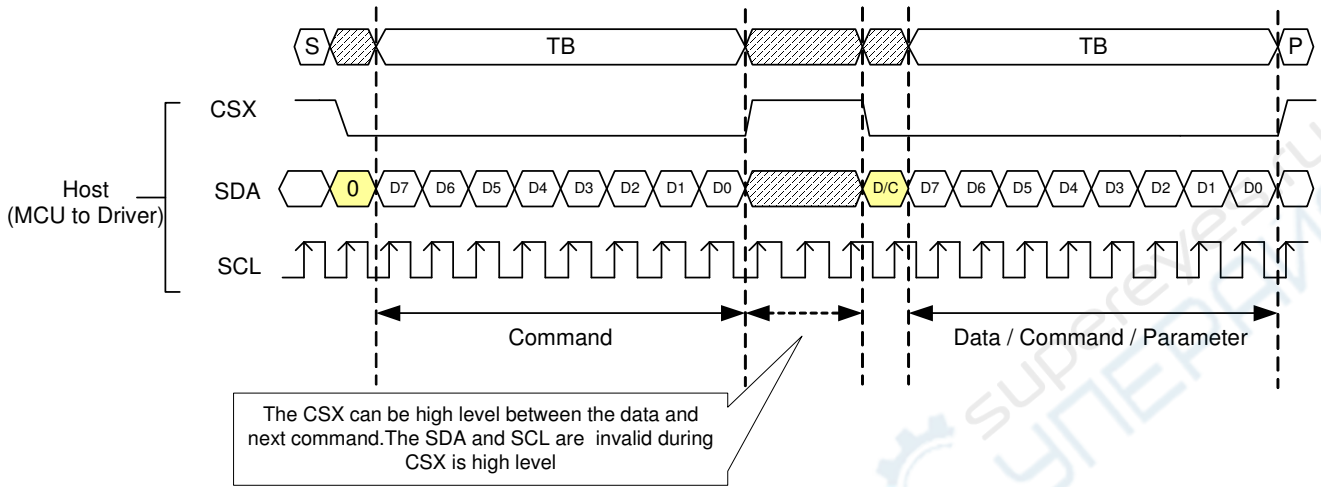 S TB TB P
CSX
Host
(MCU to Driver)
SDA 0 D7 D6 D5 D4 D3 D2 D1 D0 D/C D7 D6 D5 D4 D3 D2 D1 D0
SCL
Command Data / Command / Parameter
The CSX can be high level between the data and
next command.The SDA and SCL are invalid during
CSX is high level